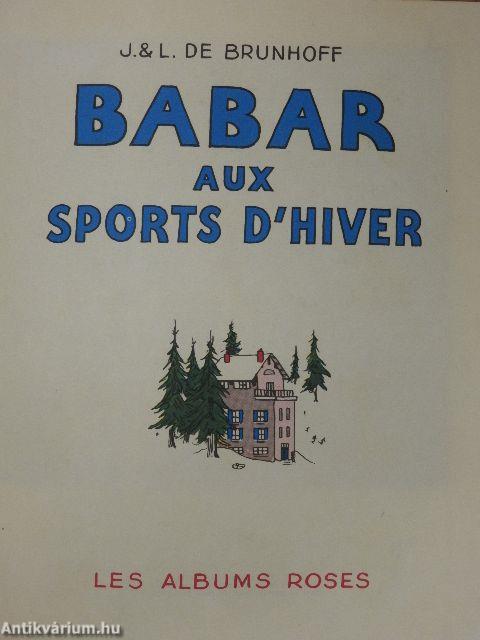 J. & L. DE BRUNHOFF
BABAR
AUX
SPORTS D'HIVER
LES ALBUMS ROSES
Antikvárium.hu